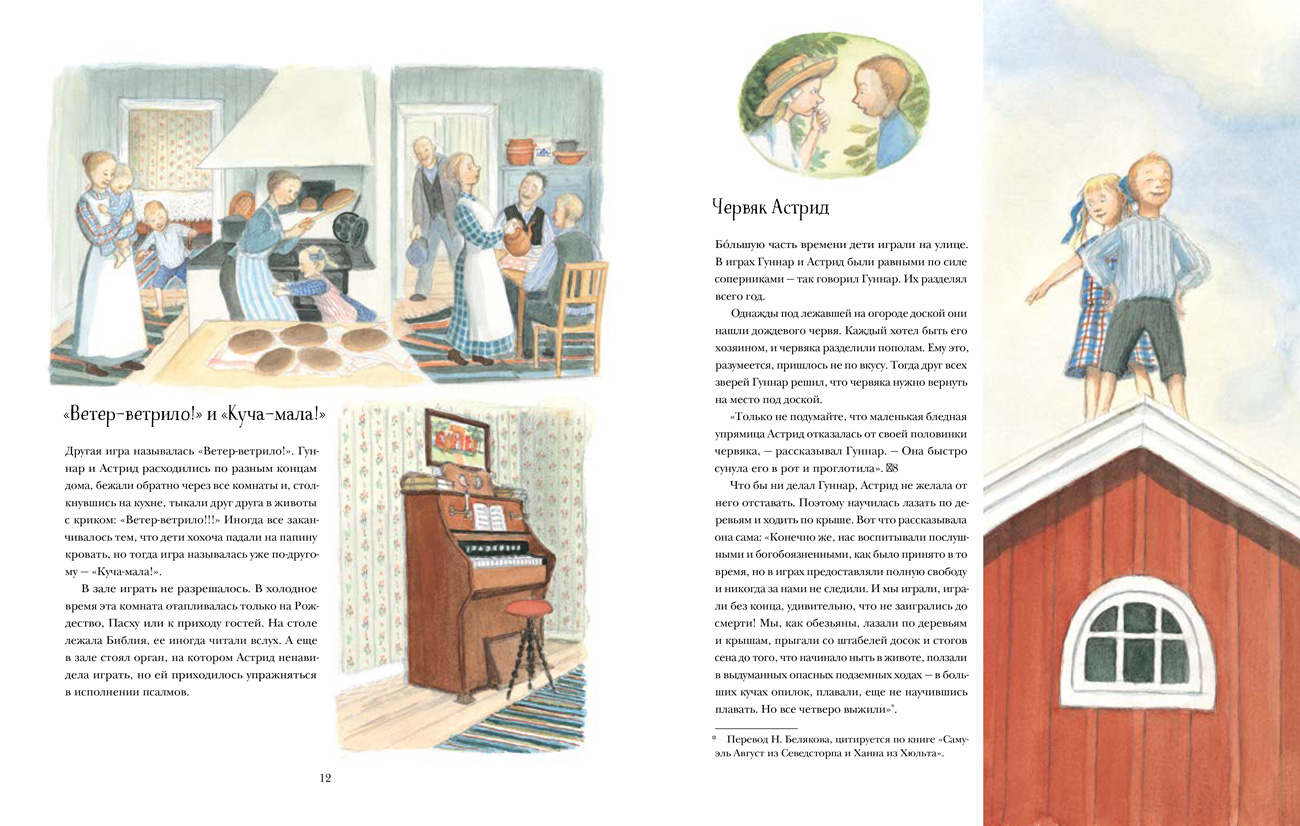 «Ветер-ветрило!» и «Куча-мала!»
Другая игра называлась «Ветер-ветрило!». Гун-
нар и Астрид расходились по разным концам
дома, бежали обратно через все комнаты и, стол-
кнувшись на кухне, тыкали друг друга в животы
с криком: «Ветер-ветрило!!!» Иногда все закан-
чивалось тем, что дети хохоча падали на папину
кровать, но тогда игра называлась уже по-друго-
му — «Куча-мала!».
В зале играть не разрешалось. В холодное
время эта комната отапливалась только на Рож-
дество, Пасху или к приходу гостей. На столе
лежала Библия, ее иногда читали вслух. А еще
в зале стоял орган, на котором Астрид ненави-
дела играть, но ей приходилось упражняться
в исполнении псалмов.
12
Червяк Астрид
Бо́льшую часть времени дети играли на улице.
В играх Гуннар и Астрид были равными по силе
соперниками — так говорил Гуннар. Их разделял
всего год.
Однажды под лежавшей на огороде доской они
нашли дождевого червя. Каждый хотел быть его
хозяином, и червяка разделили пополам. Ему это,
разумеется, пришлось не по вкусу. Тогда друг всех
зверей Гуннар решил, что червяка нужно вернуть
на место под доской.
«Только не подумайте, что маленькая бледная
упрямица Астрид отказалась от своей половинки
червяка, — рассказывал Гуннар. — Она быстро
сунула его в рот и проглотила». 8
Что бы ни делал Гуннар, Астрид не желала от
него отставать. Поэтому научилась лазать по де-
ревьям и ходить по крыше. Вот что рассказывала
она сама: «Конечно же, нас воспитывали послуш-
ными и богобоязненными, как было принято в то
время, но в играх предоставляли полную свободу
и никогда за нами не следили. И мы играли, игра-
ли без конца, удивительно, что не заигрались до
смерти! Мы, как обезьяны, лазали по деревьям
и крышам, прыгали со штабелей досок и стогов
сена до того, что начинало ныть в животе, ползали
в выдуманных опасных подземных ходах — в боль-
ших кучах опилок, плавали, еще не научившись
плавать. Но все четверо выжили»*.
* Перевод Н. Белякова, цитируется по книге «Саму-
эль Август из Севедсторпа и Ханна из Хюльта».